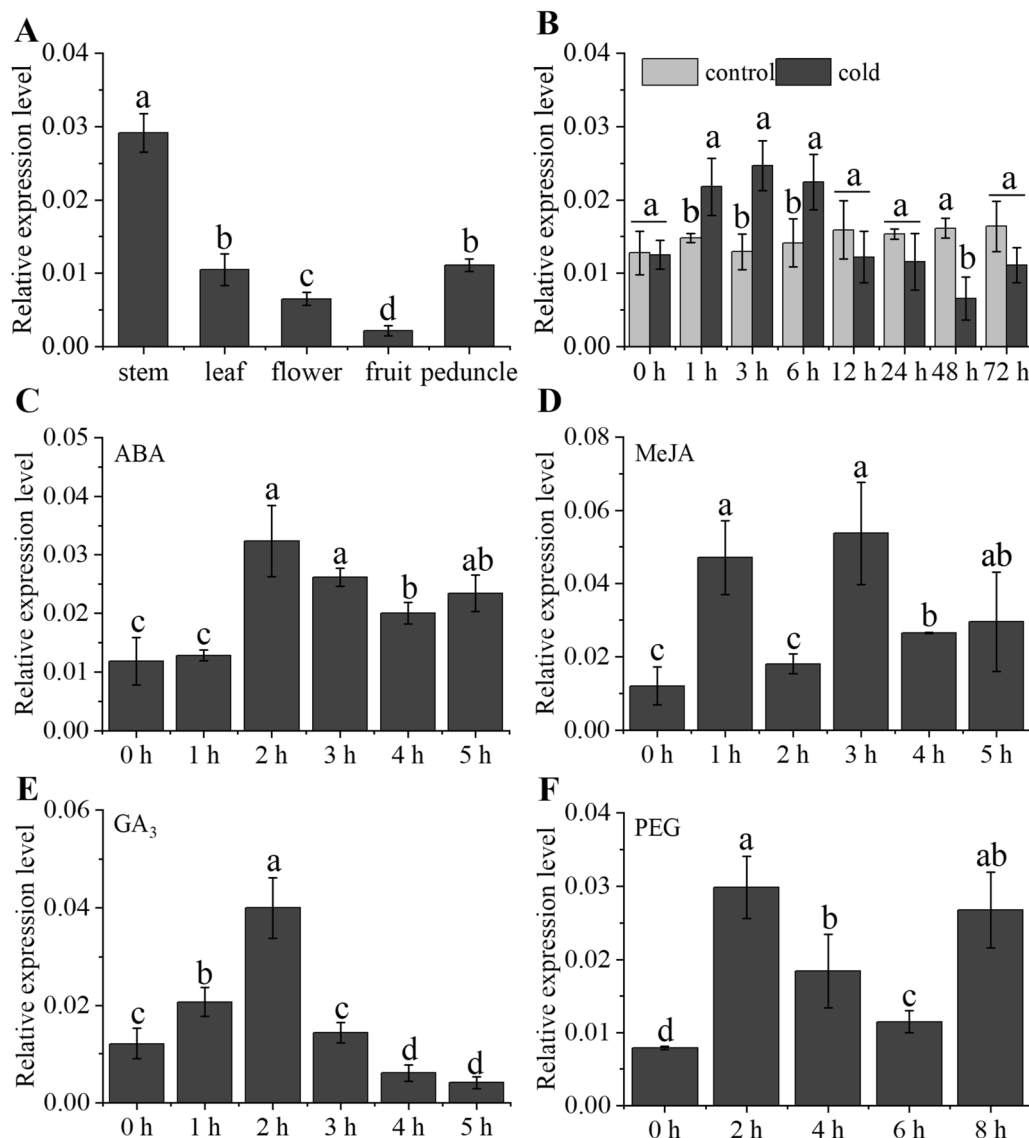 A
Relative expression level
0.04
0.03
0.02
0.01
0.00
a
b
c
d
b
stem leaf flower fruit peduncle
B
Relative expression level
0.04
0.03
0.02
0.01
0.00
control cold
a
b a
b a
b a
a
a
a b
a
0 h 1 h 3 h 6 h 12 h 24 h 48 h 72 h
C
ABA
Relative expression level
0.05
0.04
0.03
0.02
0.01
0.00
c c a a b ab
0 h 1 h 2 h 3 h 4 h 5 h
D
MeJA
Relative expression level
0.08
0.06
0.04
0.02
0.00
c a c a b ab
0 h 1 h 2 h 3 h 4 h 5 h
E
GA₃
Relative expression level
0.06
0.04
0.02
0.00
c b a c d d
0 h 1 h 2 h 3 h 4 h 5 h
F
PEG
Relative expression level
0.04
0.03
0.02
0.01
0.00
d a b c ab
0 h 2 h 4 h 6 h 8 h